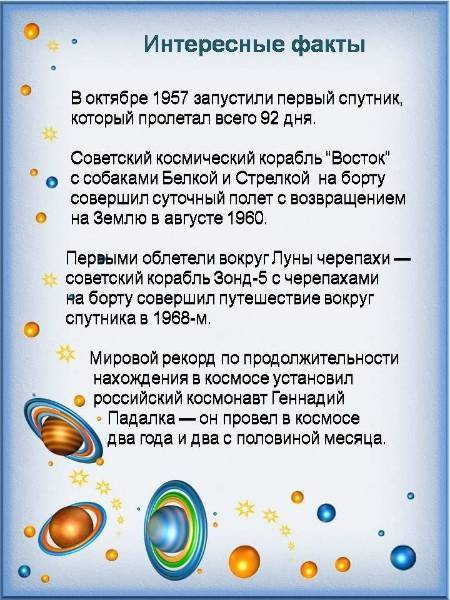 Интересные факты
В октябре 1957 запустили первый спутник,
который пролетал всего 92 дня.
Советский космический корабль "Восток"
с собаками Белкой и Стрелкой на борту
совершил суточный полет с возвращением
на Землю в августе 1960.
Первыми облетели вокруг Луны черепахи —
советский корабль Зонд-5 с черепахами
на борту совершил путешествие вокруг
спутника в 1968-м.
Мировой рекорд по продолжительности
нахождения в космосе установил
российский космонавт Геннадий
Падалка — он провел в космосе
два года и два с половиной месяца.